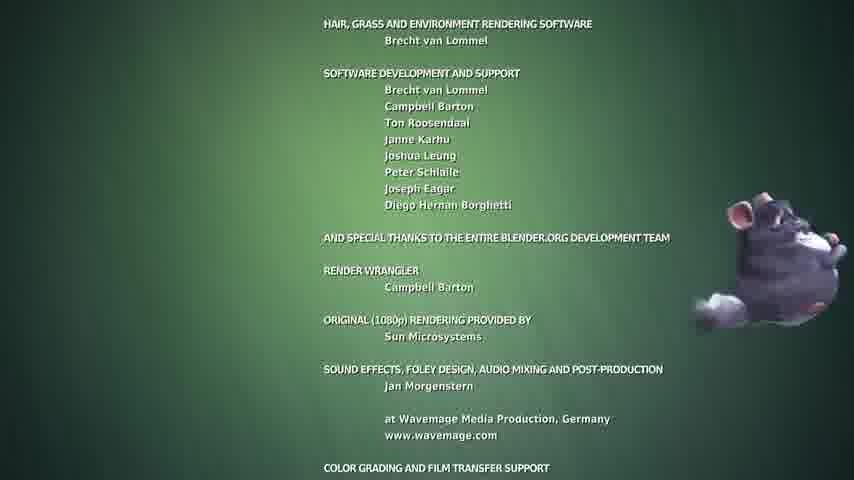 HAIR, GRASS AND ENVIRONMENT RENDERING SOFTWARE
Brecht van Lommel
SOFTWARE DEVELOPMENT AND SUPPORT
Brecht van Lommel
Campbell Barton
Ton Roosendaal
Janne Karhu
Joshua Leung
Peter Schlaile
Joseph Eagar
Diego Hernan Borghetti
AND SPECIAL THANKS TO THE ENTIRE BLENDER.ORG DEVELOPMENT TEAM
RENDER WRANGLER
Campbell Barton
ORIGINAL (1080p) RENDERING PROVIDED BY
Sun Microsystems
SOUND EFFECTS, FOLEY DESIGN, AUDIO MIXING AND POST-PRODUCTION
Jan Morgenstern
at Wavemage Media Production, Germany
www.wavemage.com
COLOR GRADING AND FILM TRANSFER SUPPORT